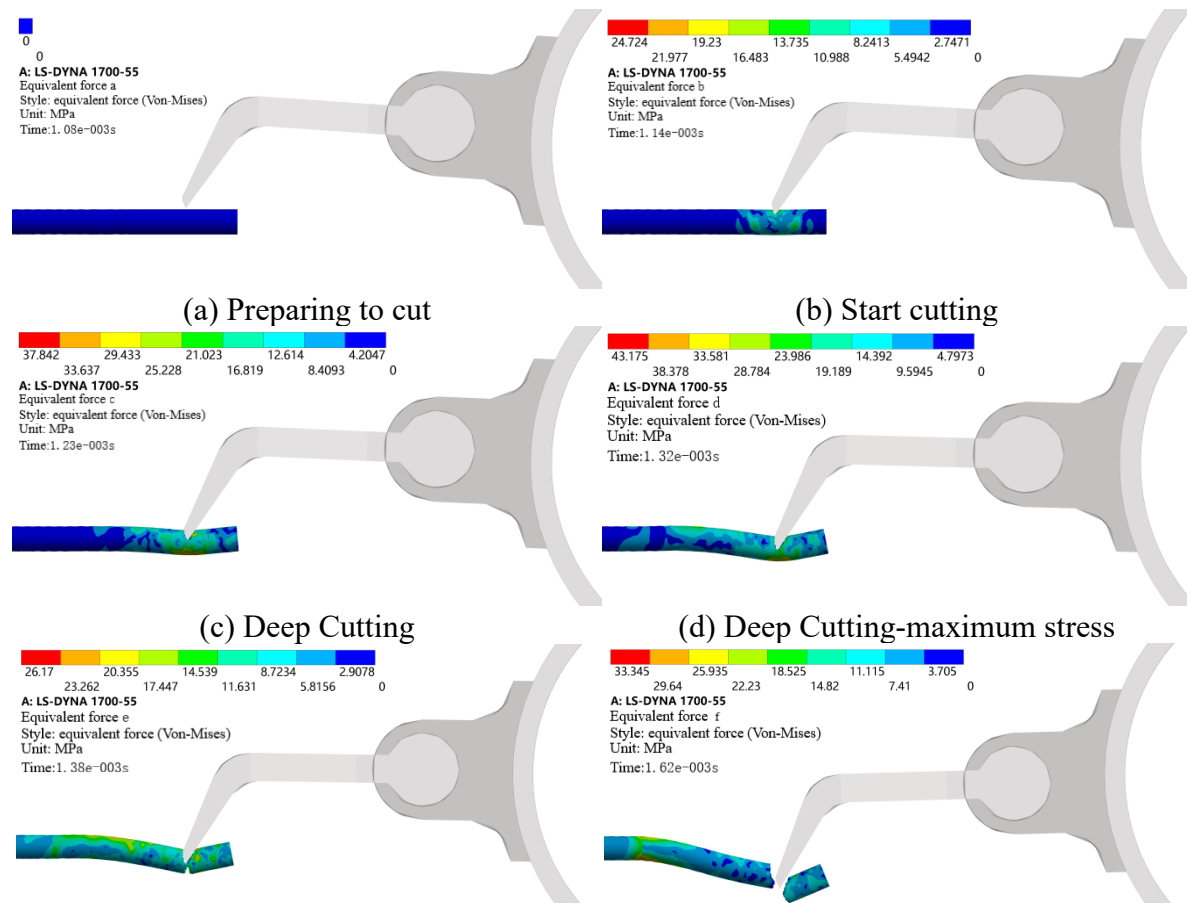 0
0
A: LS-DYNA 1700-55
Equivalent force a
Style: equivalent force (Von-Mises)
Unit: MPa
Time:1. 08e-003s
(a) Preparing to cut
24.724 19.23 13.735 8.2413 2.7471
21.977 16.483 10.988 5.4942 0
A: LS-DYNA 1700-55
Equivalent force b
Style: equivalent force (Von-Mises)
Unit: MPa
Time:1. 14e-003s
(b) Start cutting
37.842 29.433 21.023 12.614 4.2047
33.637 25.228 16.819 8.4093 0
A: LS-DYNA 1700-55
Equivalent force c
Style: equivalent force (Von-Mises)
Unit: MPa
Time:1. 23e-003s
(c) Deep Cutting
43.175 33.581 23.986 14.392 4.7973
38.378 28.784 19.189 9.5945 0
A: LS-DYNA 1700-55
Equivalent force d
Style: equivalent force (Von-Mises)
Unit: MPa
Time:1. 32e-003s
(d) Deep Cutting-maximum stress
26.17 20.355 14.539 8.7234 2.9078
23.262 17.447 11.631 5.8156 0
A: LS-DYNA 1700-55
Equivalent force e
Style: equivalent force (Von-Mises)
Unit: MPa
Time:1. 38e-003s
33.345 25.935 18.525 11.115 3.705
29.64 22.23 14.82 7.41 0
A: LS-DYNA 1700-55
Equivalent force f
Style: equivalent force (Von-Mises)
Unit: MPa
Time:1. 62e-003s